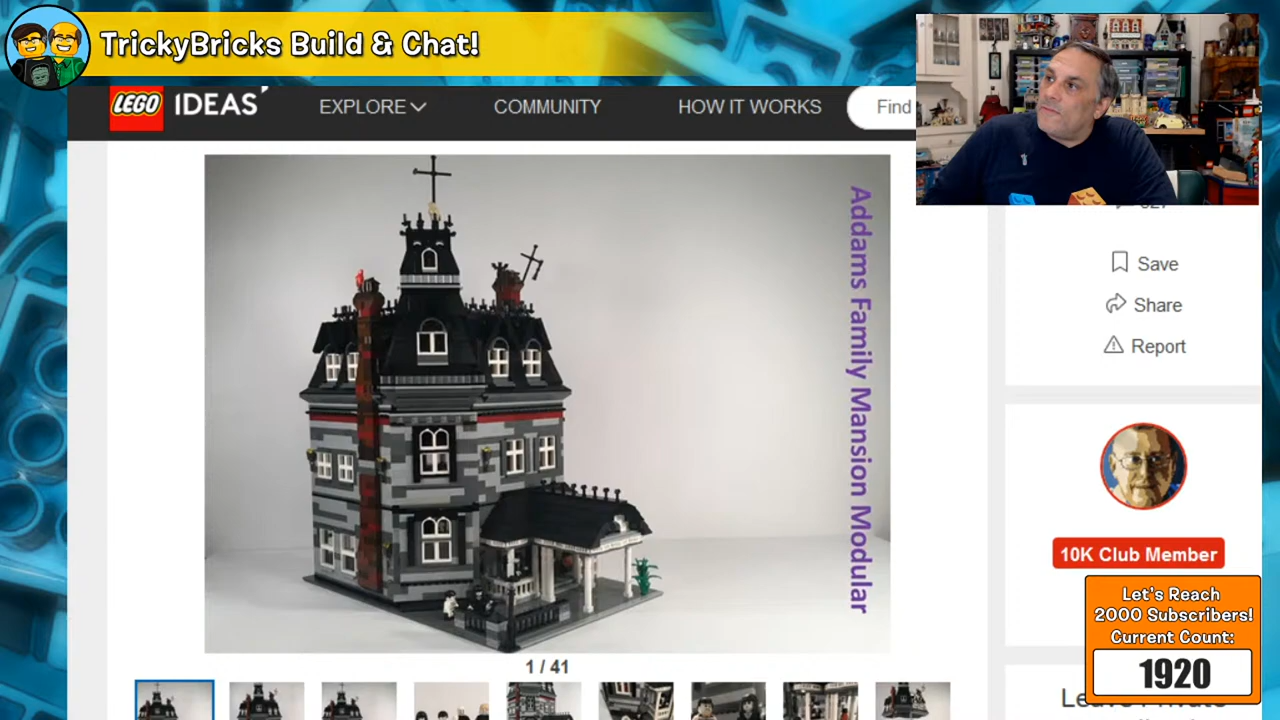 TrickyBricks Build & Chat!
LEGO IDEAS EXPLORE COMMUNITY HOW IT WORKS Find
Addams Family Mansion Modular
Save
Share
Report
10K Club Member
1 / 41
Let's Reach
2000 Subscribers!
Current Count:
1920